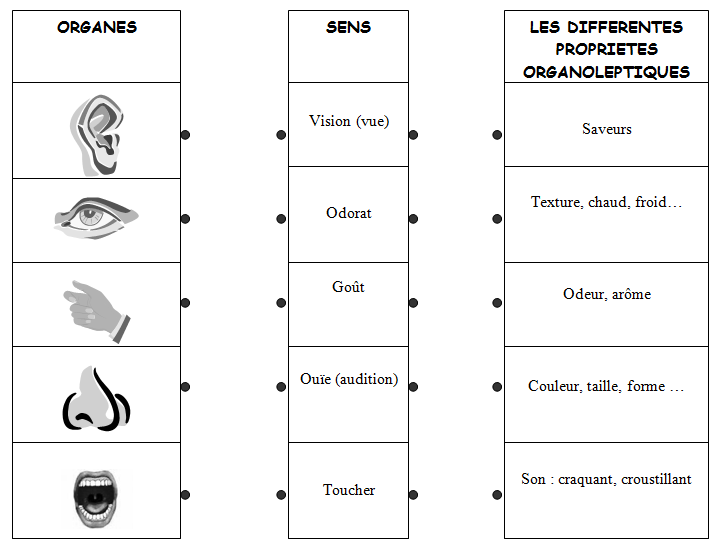 ORGANES
SENS
LES DIFFERENTES
PROPRIETES
ORGANOLEPTIQUES
Vision (vue)
Saveurs
Odorat
Texture, chaud, froid…
Goût
Odeur, arôme
Ouïe (audition)
Couleur, taille, forme …
Toucher
Son : craquant, croustillant